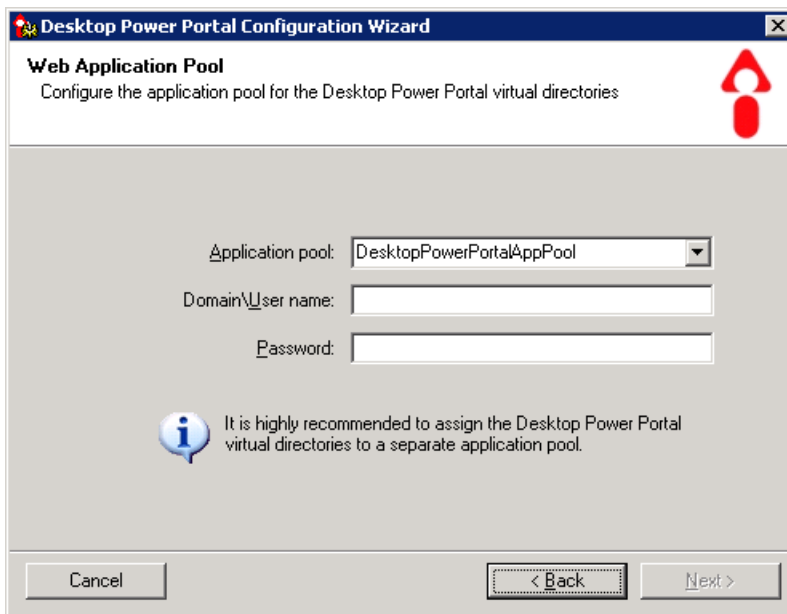 Desktop Power Portal Configuration Wizard
Web Application Pool
Configure the application pool for the Desktop Power Portal virtual directories
Application pool: DesktopPowerPortalAppPool
Domain\User name:
Password:
It is highly recommended to assign the Desktop Power Portal
virtual directories to a separate application pool.
Cancel < Back Next >